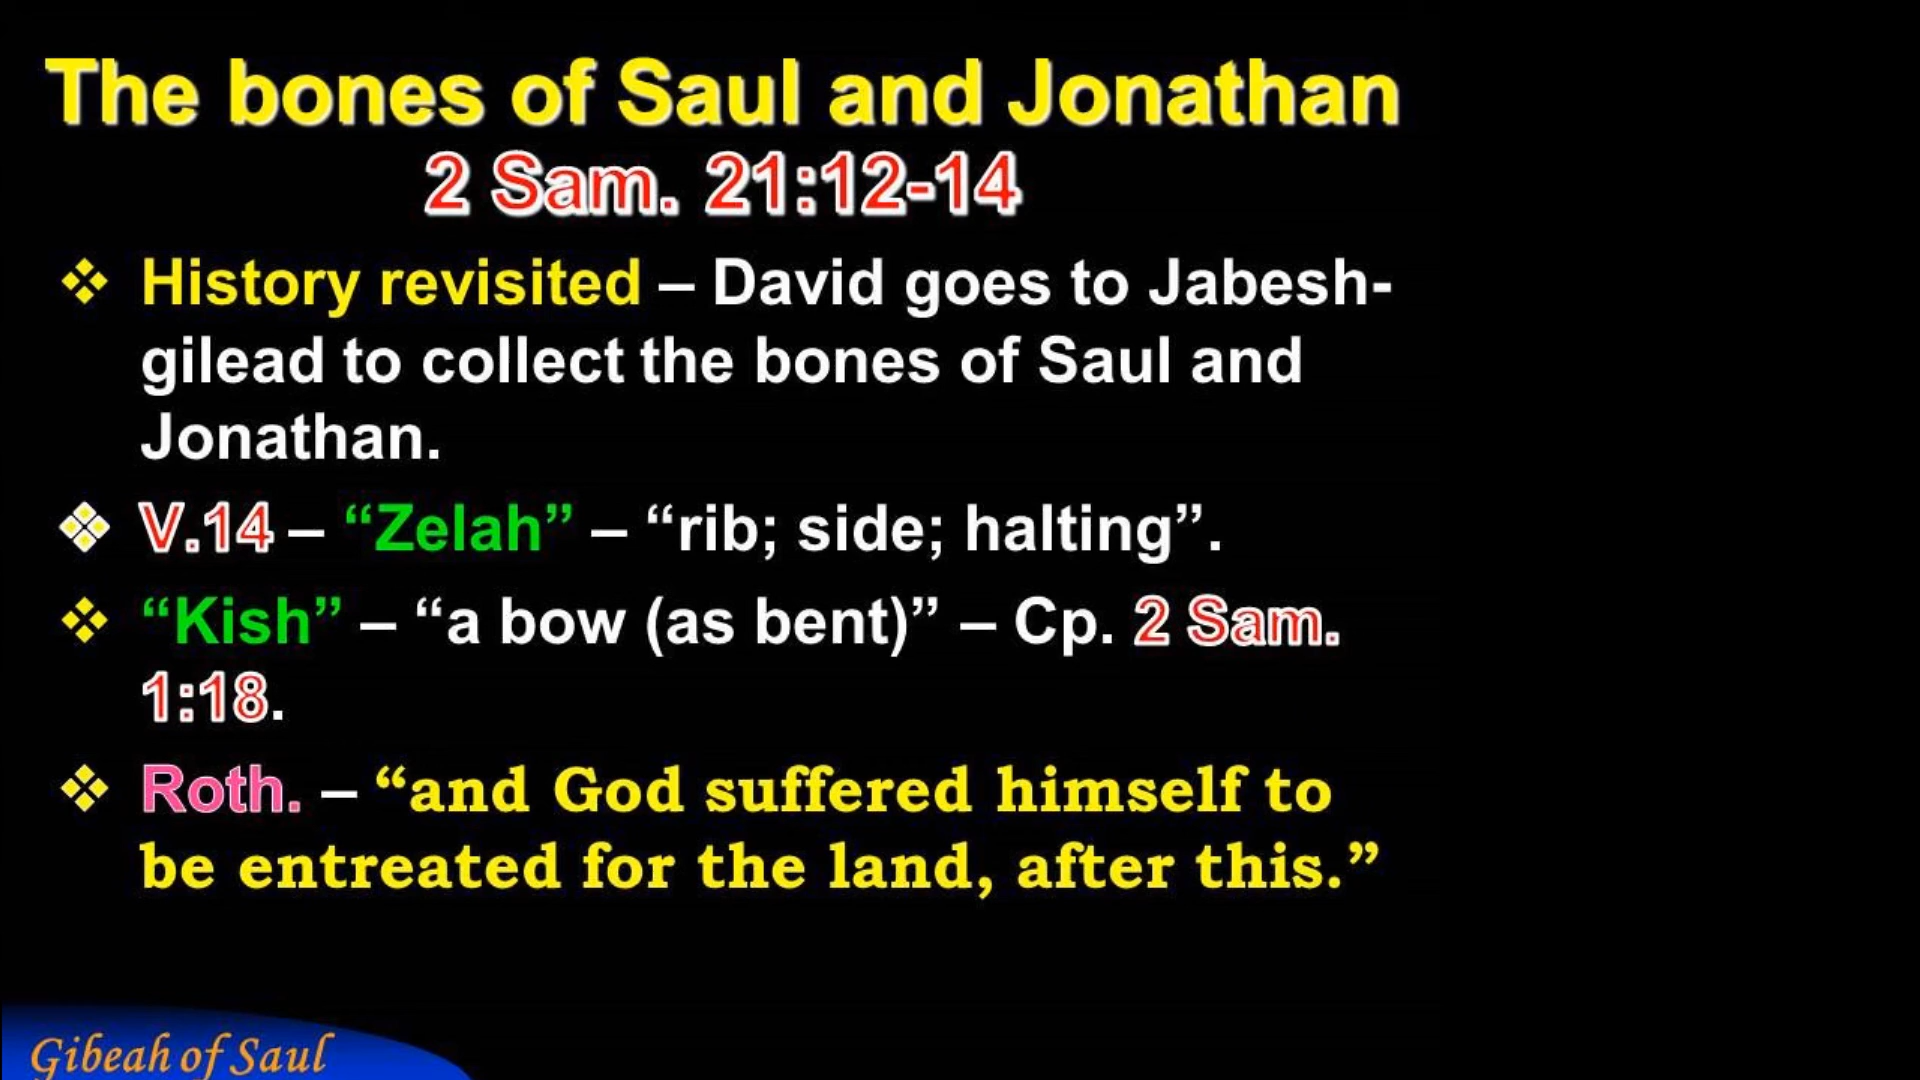 The bones of Saul and Jonathan
2 Sam. 21:12-14
❖ History revisited – David goes to Jabesh-
gilead to collect the bones of Saul and
Jonathan.
❖ V.14 – “Zelah” – “rib; side; halting”.
❖ “Kish” – “a bow (as bent)” – Cp. 2 Sam.
1:18.
❖ Roth. – “and God suffered himself to
be entreated for the land, after this.”
Gibeah of Saul